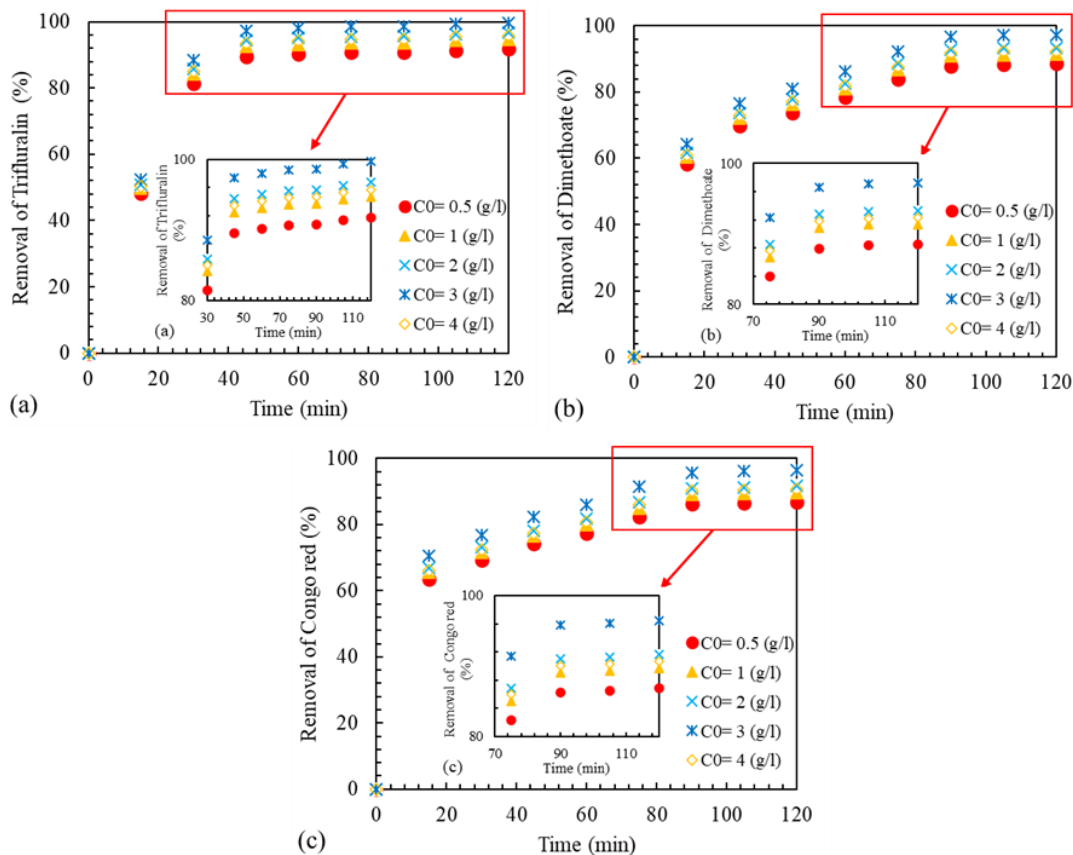 100
80
60
40
20
0
Removal of Trifluralin (%)
100
80
Removal of Trifluralin
(%)
30 50 70 90 110
Time (min)
(a)
C0= 0.5 (g/l)
C0= 1 (g/l)
C0= 2 (g/l)
C0= 3 (g/l)
C0= 4 (g/l)
0 20 40 60 80 100 120
Time (min)
(a)
100
80
60
40
20
0
Removal of Dimethoate (%)
100
80
Removal of Dimethoate
(%)
70 90 110
Time (min)
(b)
C0= 0.5 (g/l)
C0= 1 (g/l)
C0= 2 (g/l)
C0= 3 (g/l)
C0= 4 (g/l)
0 20 40 60 80 100 120
Time (min)
(b)
100
80
60
40
20
0
Removal of Congo red (%)
100
80
Removal of Congo red
(%)
70 90 110
Time (min)
(c)
C0= 0.5 (g/l)
C0= 1 (g/l)
C0= 2 (g/l)
C0= 3 (g/l)
C0= 4 (g/l)
0 20 40 60 80 100 120
Time (min)
(c)